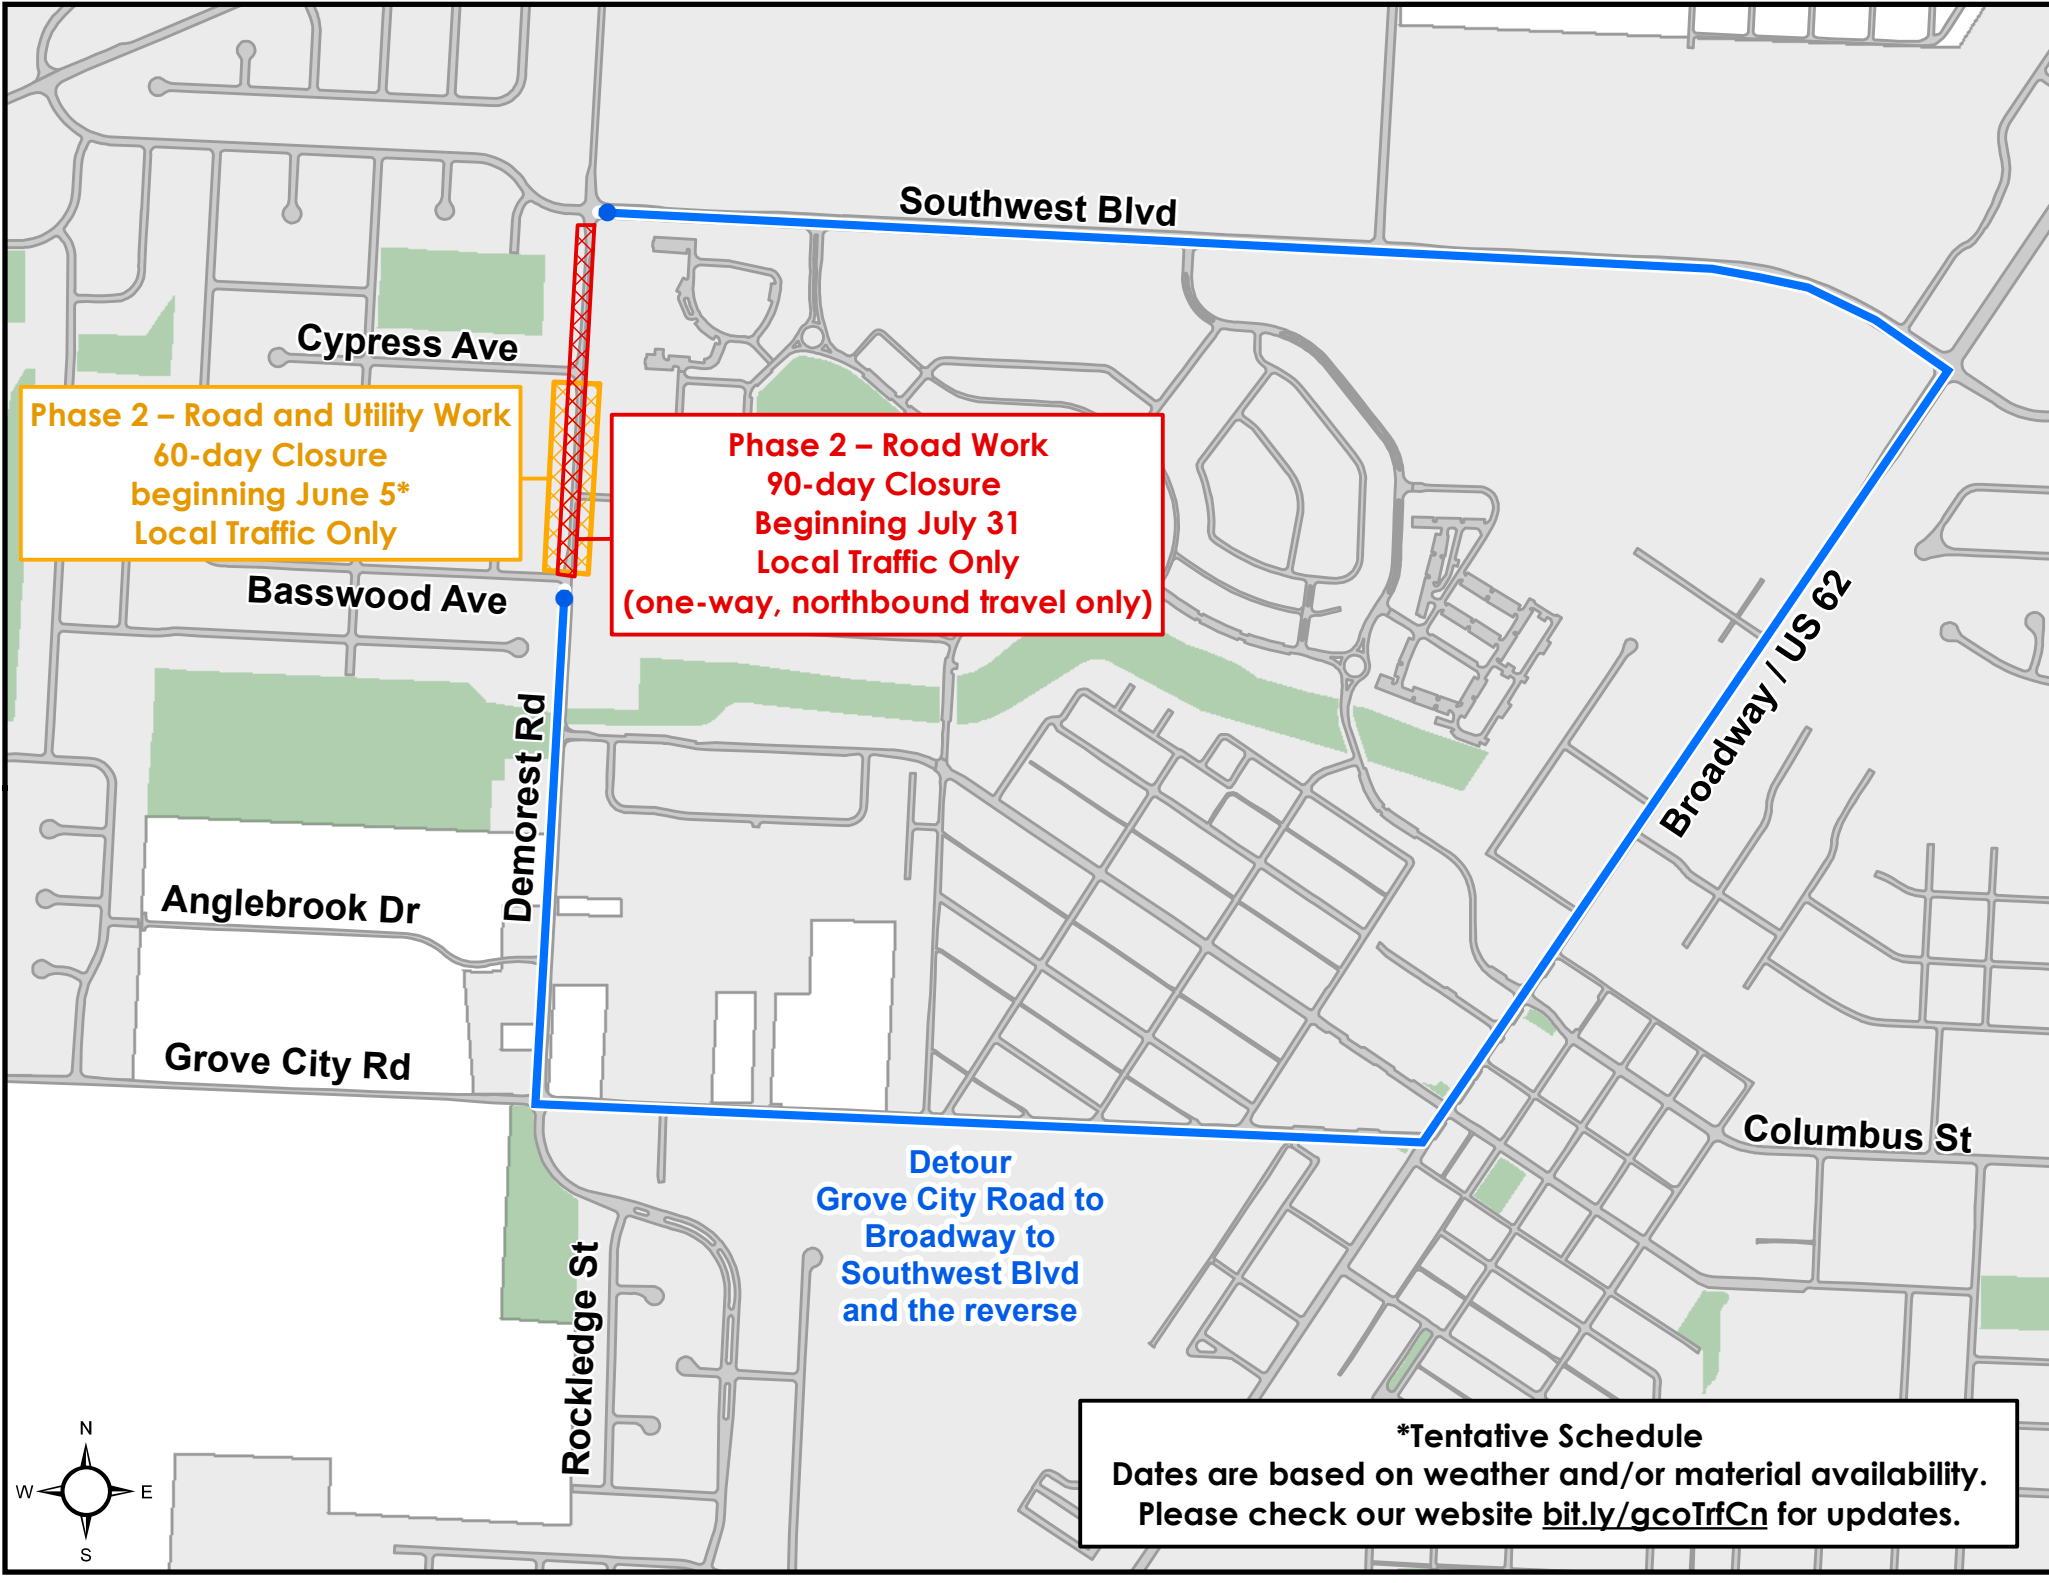 Southwest Blvd
Cypress Ave
Phase 2 – Road and Utility Work
60-day Closure
beginning June 5*
Local Traffic Only
Phase 2 – Road Work
90-day Closure
Beginning July 31
Local Traffic Only
(one-way, northbound travel only)
Basswood Ave
Broadway / US 62
Demorest Rd
Anglebrook Dr
Grove City Rd
Columbus St
Detour
Grove City Road to
Broadway to
Southwest Blvd
and the reverse
Rockledge St
N
W
E
S
*Tentative Schedule
Dates are based on weather and/or material availability.
Please check our website bit.ly/gcoTrfCn for updates.